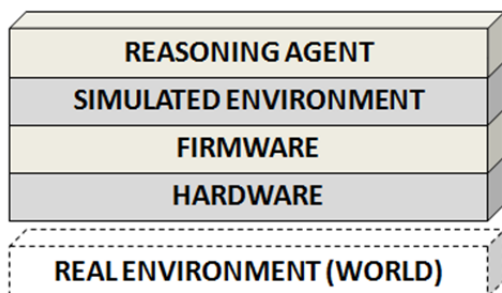 REASONING AGENT
SIMULATED ENVIRONMENT
FIRMWARE
HARDWARE
REAL ENVIRONMENT (WORLD)